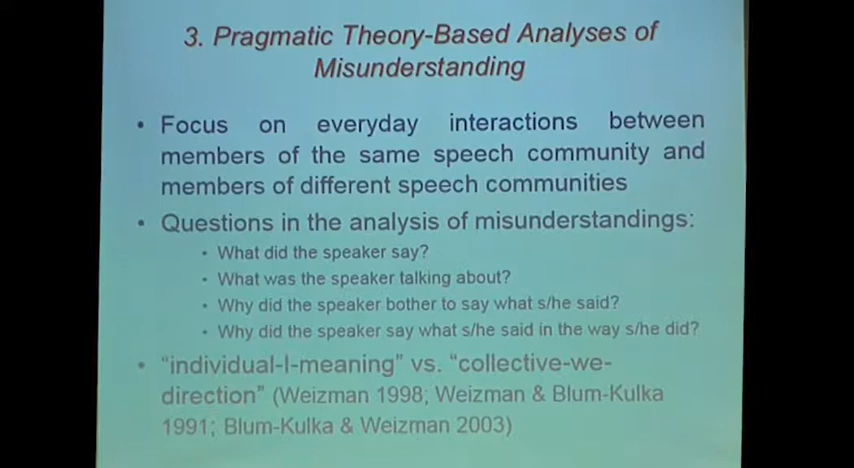 3. Pragmatic Theory-Based Analyses of
Misunderstanding
• Focus on everyday interactions between
members of the same speech community and
members of different speech communities
• Questions in the analysis of misunderstandings:
• What did the speaker say?
• What was the speaker talking about?
• Why did the speaker bother to say what s/he said?
• Why did the speaker say what s/he said in the way s/he did?
• “individual-I-meaning” vs. “collective-we-
direction” (Weizman 1998; Weizman & Blum-Kulka
1991; Blum-Kulka & Weizman 2003)